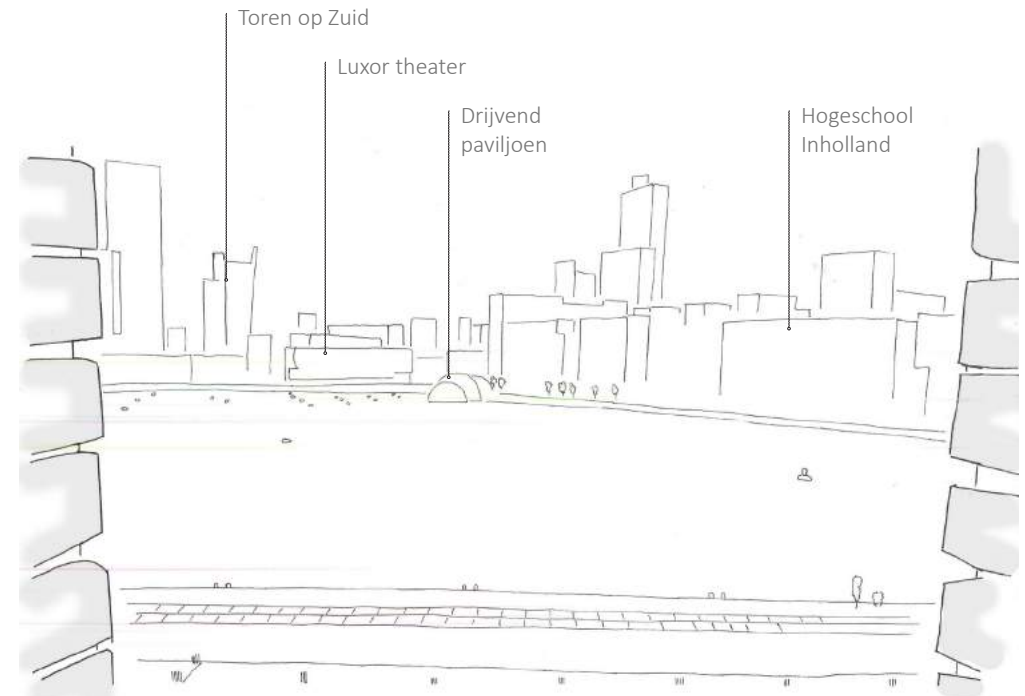 Toren op Zuid
Luxor theater
Drijvend
paviljoen
Hogeschool
Inholland